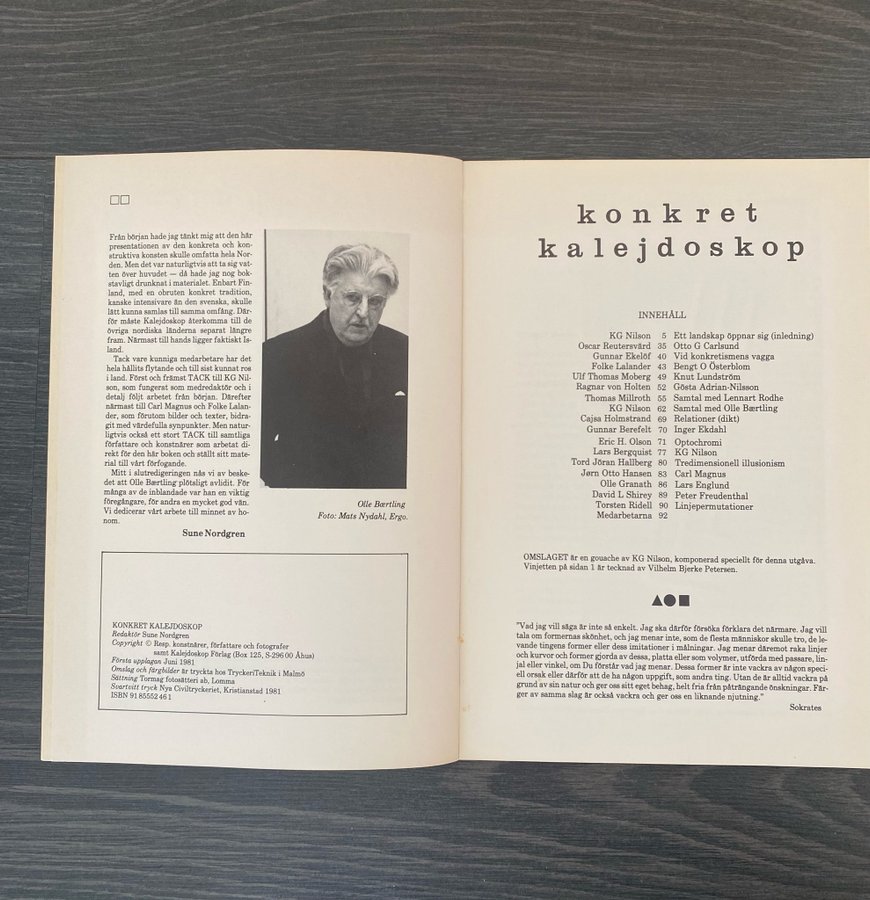 Från början hade jag tänkt mig att den här
presentationen av den konkreta och kon-
struktiva konsten skulle omfatta hela Nor-
den. Men det var naturligtvis att ta sig vat-
ten över huvudet — då hade jag nog bok-
stavligt drunknat i materialet. Enbart Fin-
land, med en obruten konkret tradition,
kanske intensivare än den svenska, skulle
lätt kunna samlas till samma omfång. Där-
för måste Kalejdoskop återkomma till de
övriga nordiska länderna separat längre
fram. Närmast till hands ligger faktiskt Is-
land.
Tack vare kunniga medarbetare har det
hela hållits flytande och till sist kunnat ros
i land. Först och främst TACK till KG Nil-
son, som fungerat som medredaktör och i
detalj följt arbetet från början. Därefter
närmast till Carl Magnus och Folke Lalan-
der, som förutom bilder och texter, bidra-
git med värdefulla synpunkter. Men natur-
ligtvis också ett stort TACK till samtliga
författare och konstnärer som arbetat di-
rekt för den här boken och ställt sitt mate-
rial till vårt förfogande.
Mitt i slutredigeringen nås vi av beske-
det att Olle Bærtling plötsligt avlidit. För
många av de inblandade var han en viktig
föregångare, för andra en mycket god vän.
Vi dedicerar vårt arbete till minnet av ho-
nom.
Sune Nordgren
Olle Bærtling
Foto: Mats Nydahl, Ergo.
KONKRET KALEJDOSKOP
Redaktör Sune Nordgren
Copyright © Resp. konstnärer, författare och fotografer
samt Kalejdoskop Förlag (Box 125, S-296 00 Åhus)
Första upplagan Juni 1981
Omslag och färgbilder är tryckta hos Trycker/Teknik i Malmö
Sättning Tormag fotosätteri ab, Lomma
Svartvitt tryck Nya Civiltryckeriet, Kristianstad 1981
ISBN 91 85552 46 1
konkret
kalejdoskop
INNEHÅLL
KG Nilson 5 Ett landskap öppnar sig (inledning)
Oscar Reutersvärd 35 Otto G Carlsund
Gunnar Ekelöf 40 Vid konkretismens vagga
Folke Lalander 43 Bengt O Österblom
Ulf Thomas Moberg 49 Knut Lundström
Ragnar von Holten 52 Gösta Adrian-Nilsson
Thomas Millroth 55 Samtal med Lennart Rodhe
KG Nilson 62 Samtal med Olle Bærtling
Cajsa Holmstrand 69 Relationer (dikt)
Gunnar Berefelt 70 Inger Ekdahl
Eric H. Olson 71 Optochromi
Lars Bergquist 77 KG Nilson
Tord Jöran Hallberg 80 Tredimensionell illusionism
Jørn Otto Hansen 83 Carl Magnus
Olle Granath 86 Lars Englund
David L Shirey 89 Peter Freudenthal
Torsten Ridell 90 Linjepermutationer
Medarbetarna 92
OMSLAGET är en gouache av KG Nilson, komponerad speciellt för denna utgåva.
Vinjetten på sidan 1 är tecknad av Vilhelm Bjerke Petersen.
"Vad jag vill säga är inte så enkelt. Jag ska därför försöka förklara det närmare. Jag vill
tala om formernas skönhet, och jag menar inte, som de flesta människor skulle tro, de le-
vande tingens former eller dess imitationer i målningar. Jag menar däremot raka linjer
och kurvor och former gjorda av dessa, platta eller som volymer, utförda med passare, lin-
jal eller vinkel, om Du förstår vad jag menar. Dessa former är inte vackra av någon speci-
ell orsak eller därför att de ha någon uppgift, som andra ting. Utan de är alltid vackra på
grund av sin natur och ger oss sitt eget behag, helt fria från påträngande önskningar. Fär-
ger av samma slag är också vackra och ger oss en liknande njutning."
Sokrates